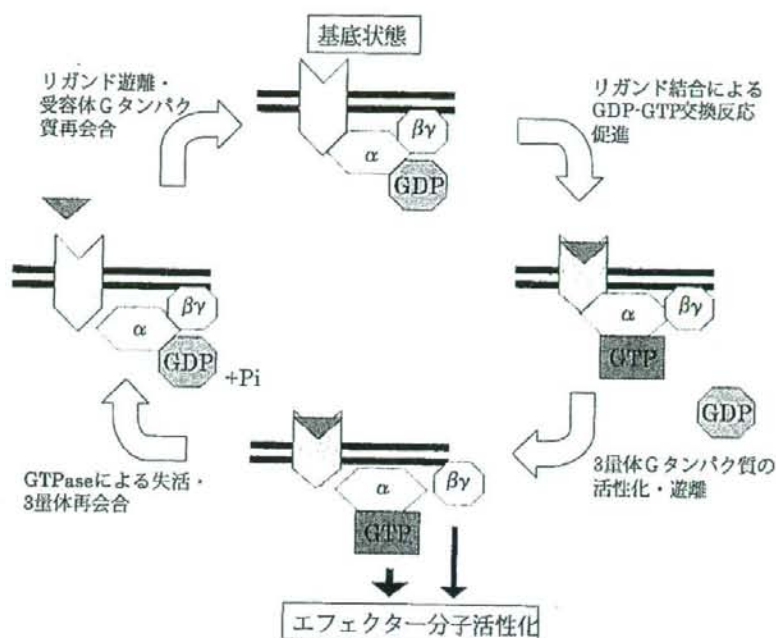 基底状態
リガンド遊離・
受容体Gタンパク
質再会合
リガンド結合による
GDP-GTP交換反応
促進
α
βγ
GDP
α
βγ
GTP
GDP
3量体Gタンパク質の
活性化・遊離
α
βγ
GTP
エフェクター分子活性化
GTPaseによる失活・
3量体再会合
α
βγ
GDP
+Pi